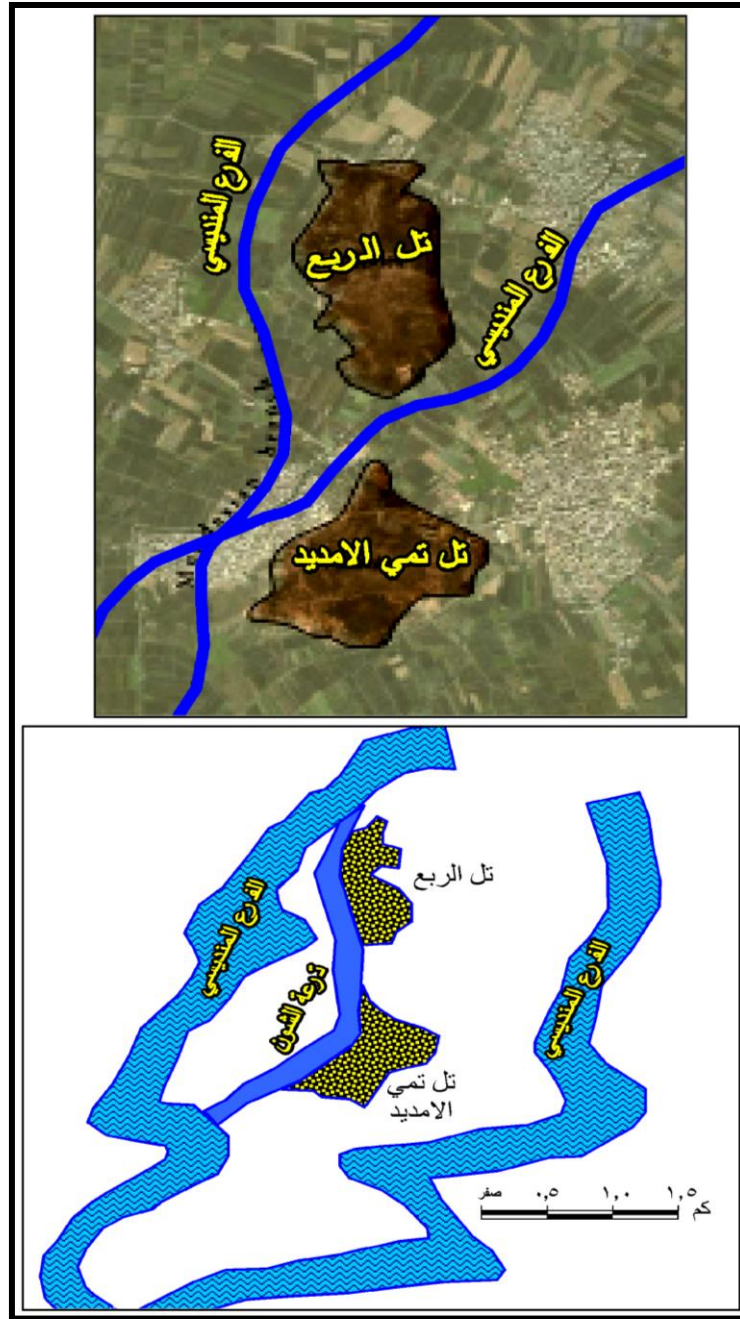 الفرع المنديسي
تل الربع
الفرع المنديسي
تل تمي الامديد
تل الربع
الفرع المنديسي
ترعة الشون
الفرع المنديسي
تل تمي
الامديد
صفر ٠,٥ ١,٠ ١,٥
كم